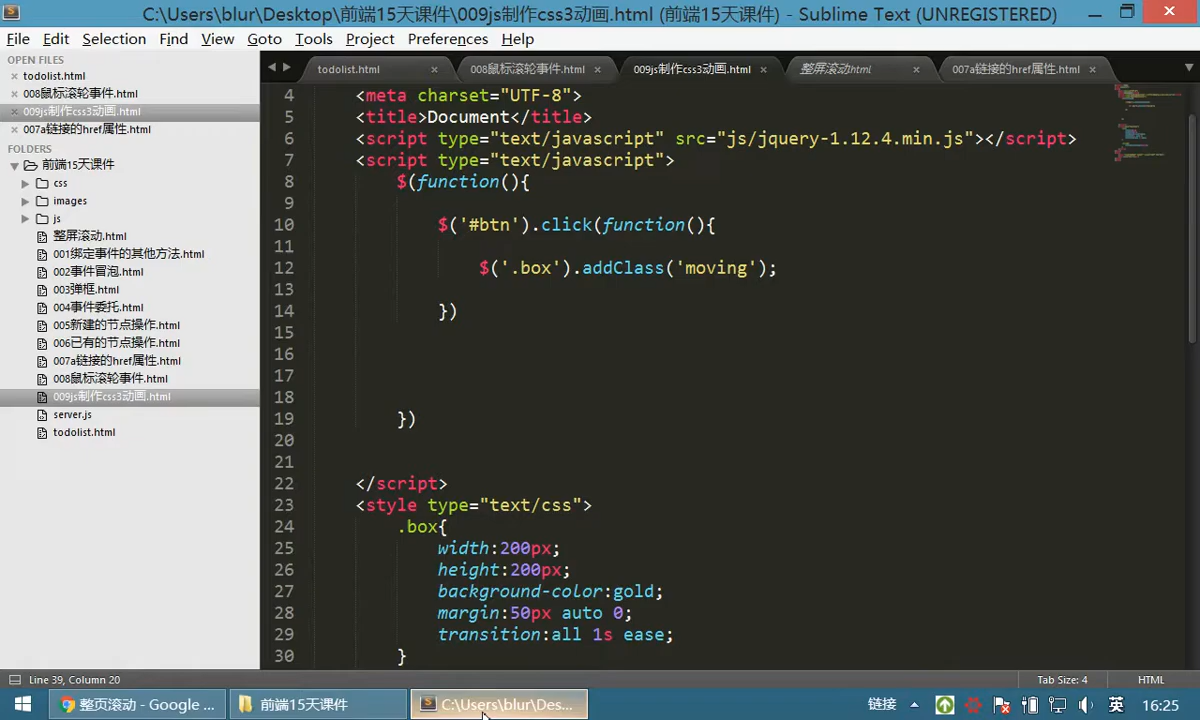 C:\Users\blur\Desktop\前端15天课件\009js制作css3动画.html (前端15天课件) - Sublime Text (UNREGISTERED)
File Edit Selection Find View Goto Tools Project Preferences Help
OPEN FILES
todolist.html
008鼠标滚轮事件.html
009js制作css3动画.html
007a链接的href属性.html
FOLDERS
前端15天课件
css
images
js
整屏滚动.html
001绑定事件的其他方法.html
002事件冒泡.html
003弹框.html
004事件委托.html
005新建的节点操作.html
006已有的节点操作.html
007a链接的href属性.html
008鼠标滚轮事件.html
009js制作css3动画.html
server.js
todolist.html
todolist.html 008鼠标滚轮事件.html 009js制作css3动画.html 整屏滚动html 007a链接的href属性.html
4 <meta charset="UTF-8">
5 <title>Document</title>
6 <script type="text/javascript" src="js/jquery-1.12.4.min.js"></script>
7 <script type="text/javascript">
8 $(function(){
9
10 $('#btn').click(function(){
11
12 $('.box').addClass('moving');
13
14 })
15
16
17
18
19 })
20
21
22 </script>
23 <style type="text/css">
24 .box{
25 width:200px;
26 height:200px;
27 background-color:gold;
28 margin:50px auto 0;
29 transition:all 1s ease;
30 }
Line 39, Column 20 Tab Size: 4 HTML
整页滚动 - Google ... 前端15天课件 C:\Users\blur\Des... 链接 英 16:25